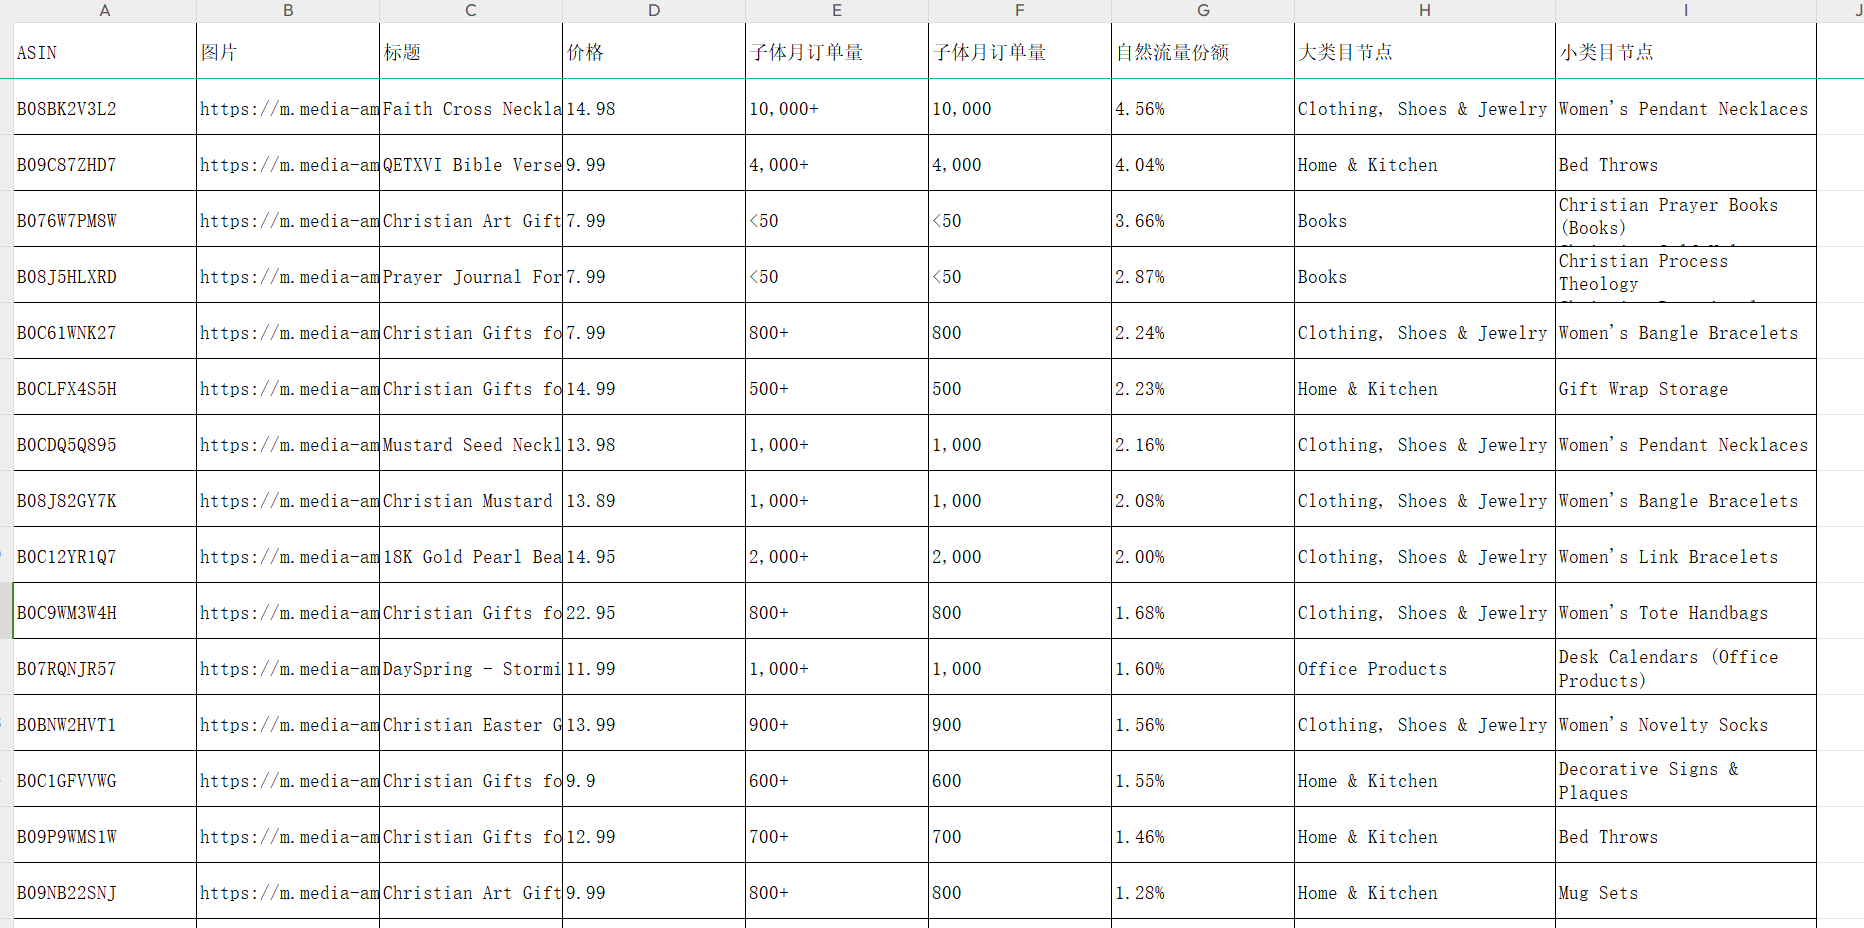 A B C D E F G H I J
ASIN 图片 标题 价格 子体月订单量 子体月订单量 自然流量份额 大类目节点 小类目节点
B08BK2V3L2 https://m.media-am Faith Cross Neckla 14.98 10,000+ 10,000 4.56% Clothing, Shoes & Jewelry Women's Pendant Necklaces
B09C87ZHD7 https://m.media-am QETXVI Bible Verse 9.99 4,000+ 4,000 4.04% Home & Kitchen Bed Throws
B076W7PM8W https://m.media-am Christian Art Gift 7.99 <50 <50 3.66% Books Christian Prayer Books
(Books)
B08J5HLXRD https://m.media-am Prayer Journal For 7.99 <50 <50 2.87% Books Christian Process
Theology
B0C61WNK27 https://m.media-am Christian Gifts fo 7.99 800+ 800 2.24% Clothing, Shoes & Jewelry Women's Bangle Bracelets
B0CLFX4S5H https://m.media-am Christian Gifts fo 14.99 500+ 500 2.23% Home & Kitchen Gift Wrap Storage
B0CDQ5Q895 https://m.media-am Mustard Seed Neckl 13.98 1,000+ 1,000 2.16% Clothing, Shoes & Jewelry Women's Pendant Necklaces
B08J82GY7K https://m.media-am Christian Mustard 13.89 1,000+ 1,000 2.08% Clothing, Shoes & Jewelry Women's Bangle Bracelets
B0C12YR1Q7 https://m.media-am 18K Gold Pearl Bea 14.95 2,000+ 2,000 2.00% Clothing, Shoes & Jewelry Women's Link Bracelets
B0C9WM3W4H https://m.media-am Christian Gifts fo 22.95 800+ 800 1.68% Clothing, Shoes & Jewelry Women's Tote Handbags
B07RQNJR57 https://m.media-am DaySpring - Stormi 11.99 1,000+ 1,000 1.60% Office Products Desk Calendars (Office
Products)
B0BNW2HVT1 https://m.media-am Christian Easter G 13.99 900+ 900 1.56% Clothing, Shoes & Jewelry Women's Novelty Socks
B0C1GFVVWG https://m.media-am Christian Gifts fo 9.9 600+ 600 1.55% Home & Kitchen Decorative Signs &
Plaques
B09P9WMS1W https://m.media-am Christian Gifts fo 12.99 700+ 700 1.46% Home & Kitchen Bed Throws
B09NB22SNJ https://m.media-am Christian Art Gift 9.99 800+ 800 1.28% Home & Kitchen Mug Sets